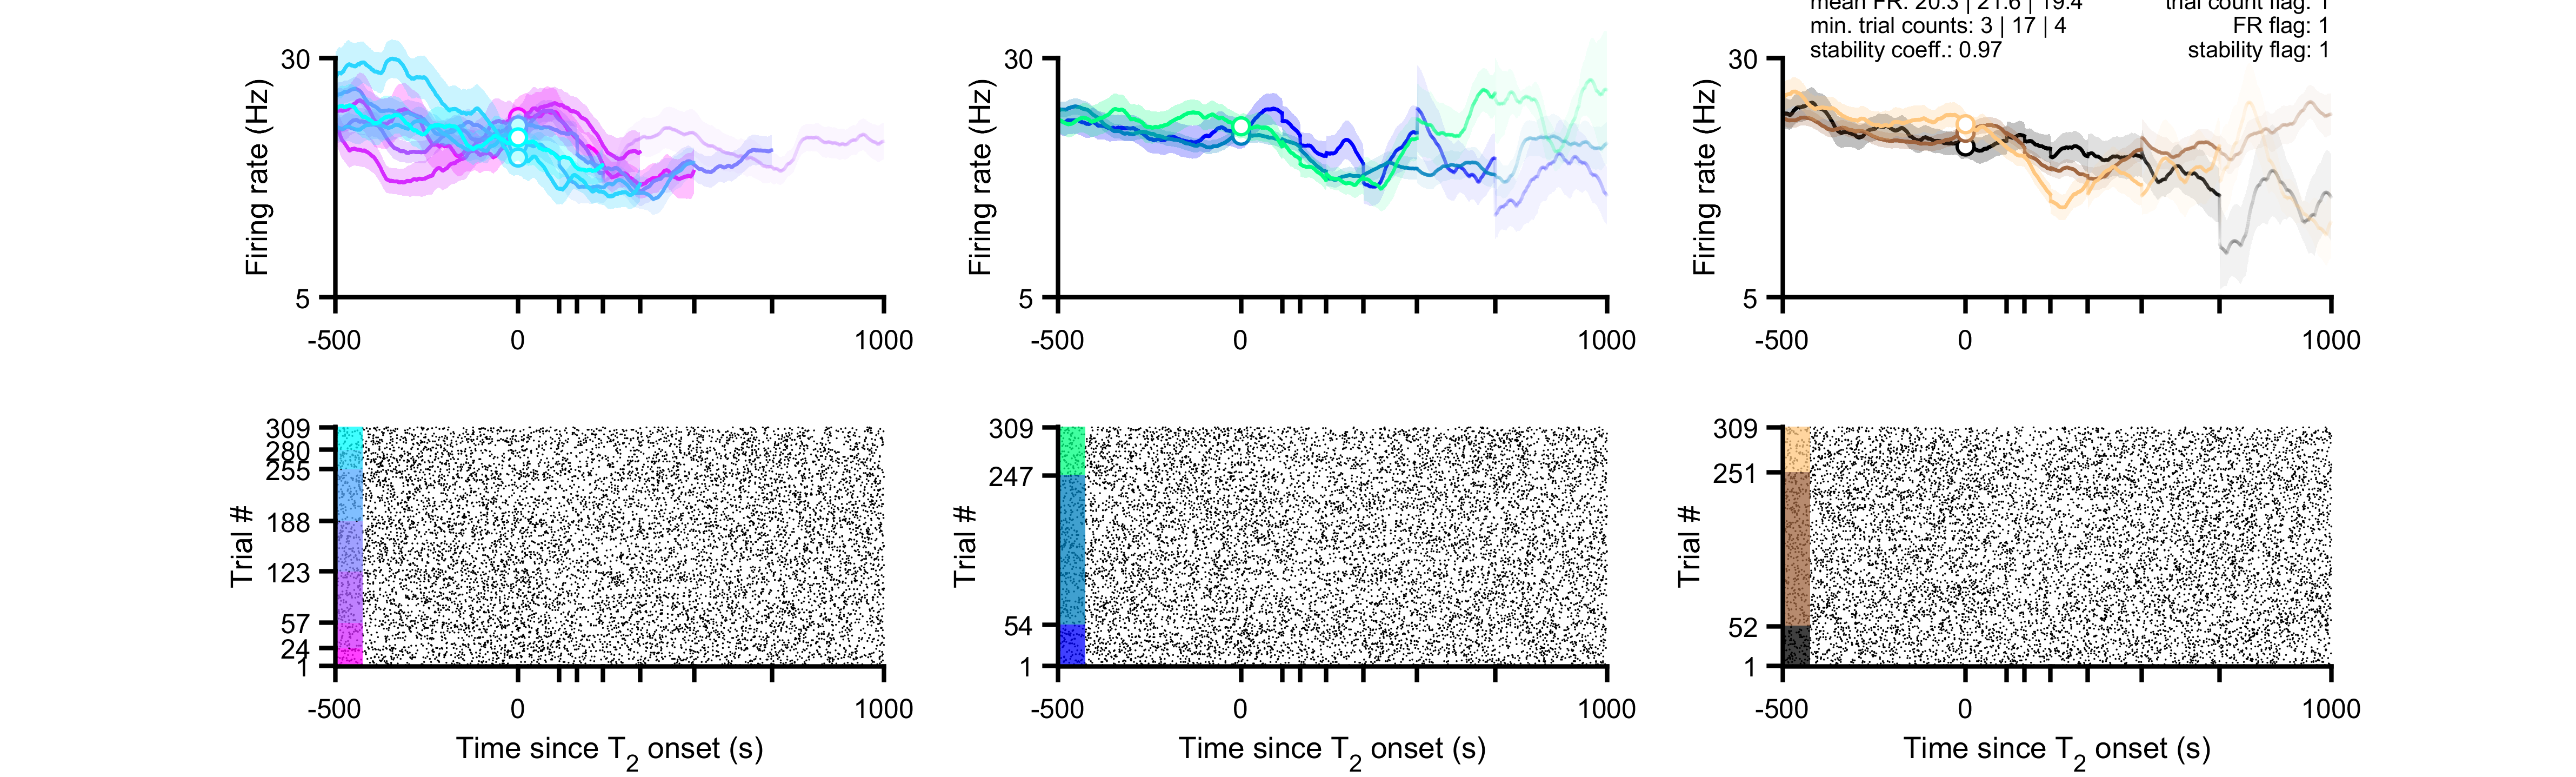 mean FR: 20.3 | 21.6 | 19.4 trial count flag: 1
min. trial counts: 3 | 17 | 4 FR flag: 1
stability coeff.: 0.97 stability flag: 1
30
Firing rate (Hz)
5
-500 0 1000
30
Firing rate (Hz)
5
-500 0 1000
30
Firing rate (Hz)
5
-500 0 1000
309
280
255
188
123
57
24
1
Trial #
-500 0 1000
Time since T2 onset (s)
309
247
54
1
Trial #
-500 0 1000
Time since T2 onset (s)
309
251
52
1
Trial #
-500 0 1000
Time since T2 onset (s)